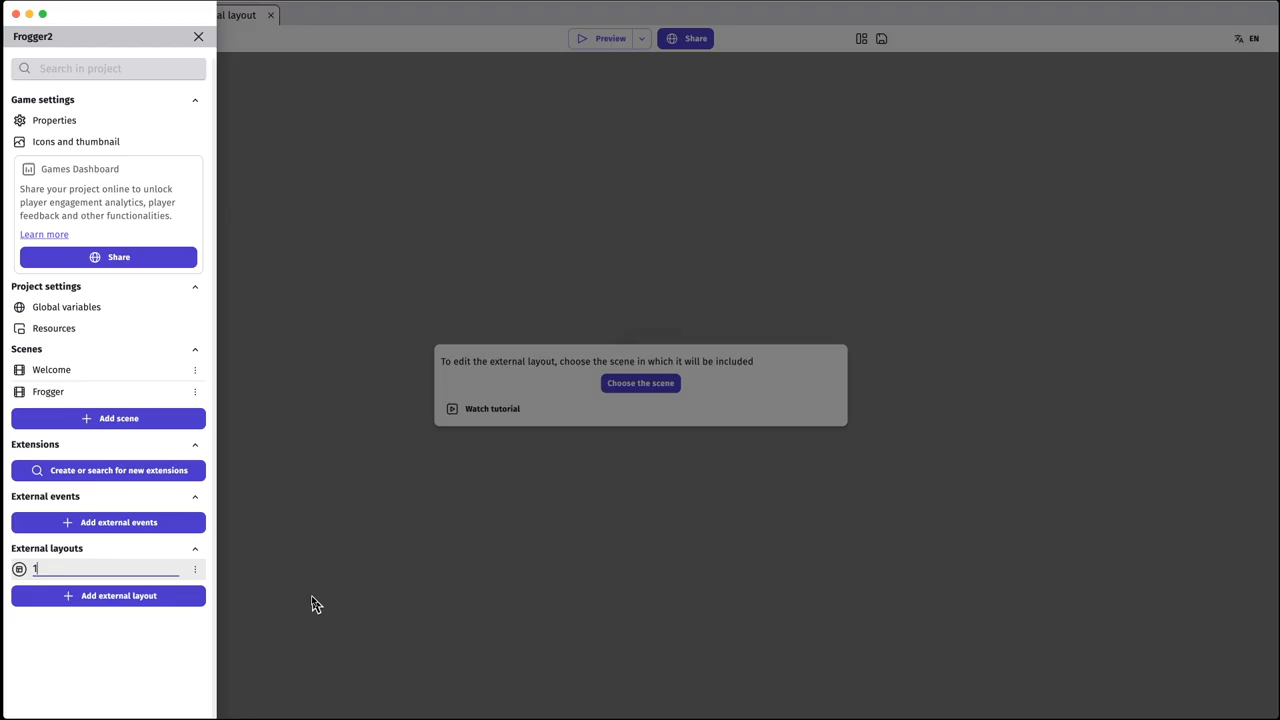 al layout
Frogger2
Preview
Share
EN
Search in project
Game settings
Properties
Icons and thumbnail
Games Dashboard
Share your project online to unlock
player engagement analytics, player
feedback and other functionalities.
Learn more
Share
Project settings
Global variables
Resources
Scenes
Welcome
Frogger
Add scene
Extensions
Create or search for new extensions
External events
Add external events
External layouts
1
Add external layout
To edit the external layout, choose the scene in which it will be included
Choose the scene
Watch tutorial